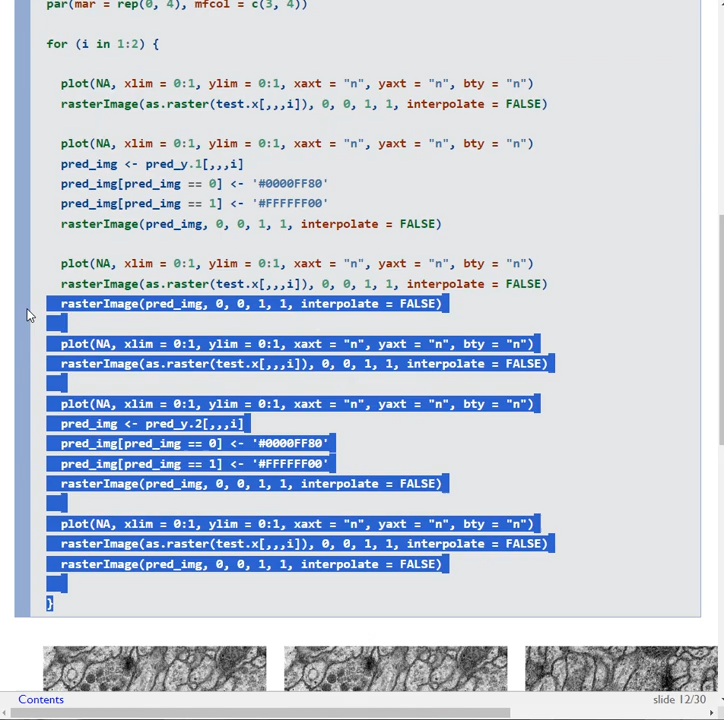 par(mar = rep(0, 4), mfcol = c(3, 4))
for (i in 1:2) {
plot(NA, xlim = 0:1, ylim = 0:1, xaxt = "n", yaxt = "n", bty = "n")
rasterImage(as.raster(test.x[,,,i]), 0, 0, 1, 1, interpolate = FALSE)
plot(NA, xlim = 0:1, ylim = 0:1, xaxt = "n", yaxt = "n", bty = "n")
pred_img <- pred_y.1[,,,i]
pred_img[pred_img == 0] <- '#0000FF80'
pred_img[pred_img == 1] <- '#FFFFFF00'
rasterImage(pred_img, 0, 0, 1, 1, interpolate = FALSE)
plot(NA, xlim = 0:1, ylim = 0:1, xaxt = "n", yaxt = "n", bty = "n")
rasterImage(as.raster(test.x[,,,i]), 0, 0, 1, 1, interpolate = FALSE)
rasterImage(pred_img, 0, 0, 1, 1, interpolate = FALSE)
plot(NA, xlim = 0:1, ylim = 0:1, xaxt = "n", yaxt = "n", bty = "n")
rasterImage(as.raster(test.x[,,,i]), 0, 0, 1, 1, interpolate = FALSE)
plot(NA, xlim = 0:1, ylim = 0:1, xaxt = "n", yaxt = "n", bty = "n")
pred_img <- pred_y.2[,,,i]
pred_img[pred_img == 0] <- '#0000FF80'
pred_img[pred_img == 1] <- '#FFFFFF00'
rasterImage(pred_img, 0, 0, 1, 1, interpolate = FALSE)
plot(NA, xlim = 0:1, ylim = 0:1, xaxt = "n", yaxt = "n", bty = "n")
rasterImage(as.raster(test.x[,,,i]), 0, 0, 1, 1, interpolate = FALSE)
rasterImage(pred_img, 0, 0, 1, 1, interpolate = FALSE)
}
Contents
slide 12/30